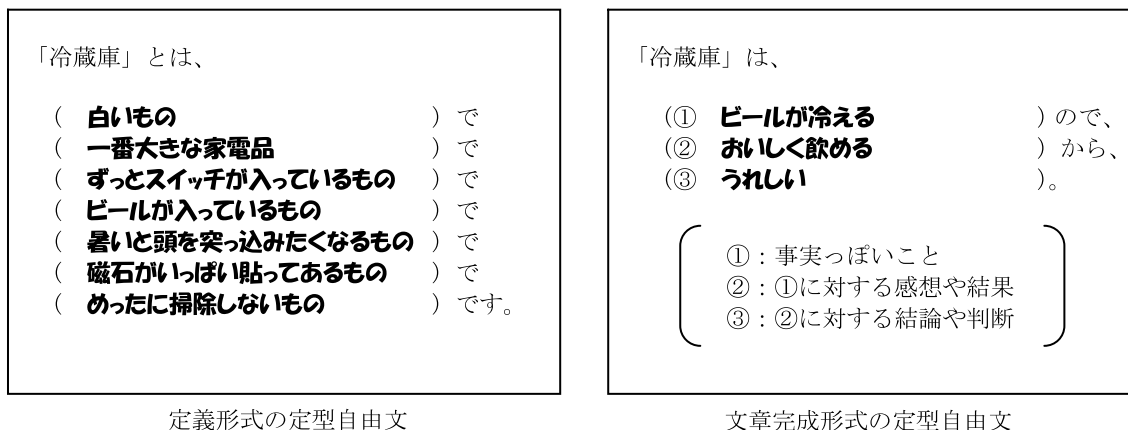 「冷蔵庫」とは、
（　白いもの　）で
（　一番大きな家電品　）で
（　ずっとスイッチが入っているもの　）で
（　ビールが入っているもの　）で
（　暑いと頭を突っ込みたくなるもの　）で
（　磁石がいっぱい貼ってあるもの　）で
（　めったに掃除しないもの　）です。
定義形式の定型自由文
「冷蔵庫」は、
（①　ビールが冷える　）ので、
（②　おいしく飲める　）から、
（③　うれしい　）。
①：事実っぽいこと
②：①に対する感想や結果
③：②に対する結論や判断
文章完成形式の定型自由文